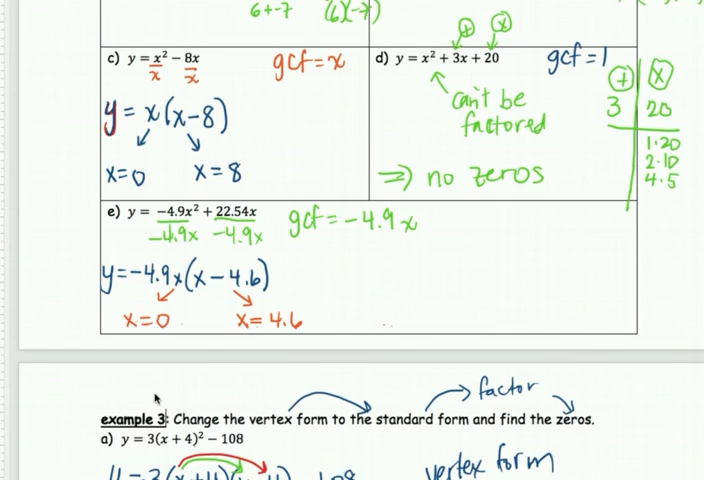 6+-7 (6)(-7)
+ x
c) y = x² − 8x gcf = x
x x
y = x(x-8)
x=0 x = 8
d) y = x² + 3x + 20 gcf=1
can't be
factored
=> no zeros
+ x
3 20
1·20
2·10
4·5
e) y = −4.9x² + 22.54x gcf = -4.9x
-4.9x -4.9x
y=-4.9x(x-4.6)
x=0 x= 4.6
factor
example 3: Change the vertex form to the standard form and find the zeros.
a) y = 3(x + 4)² − 108
vertex form